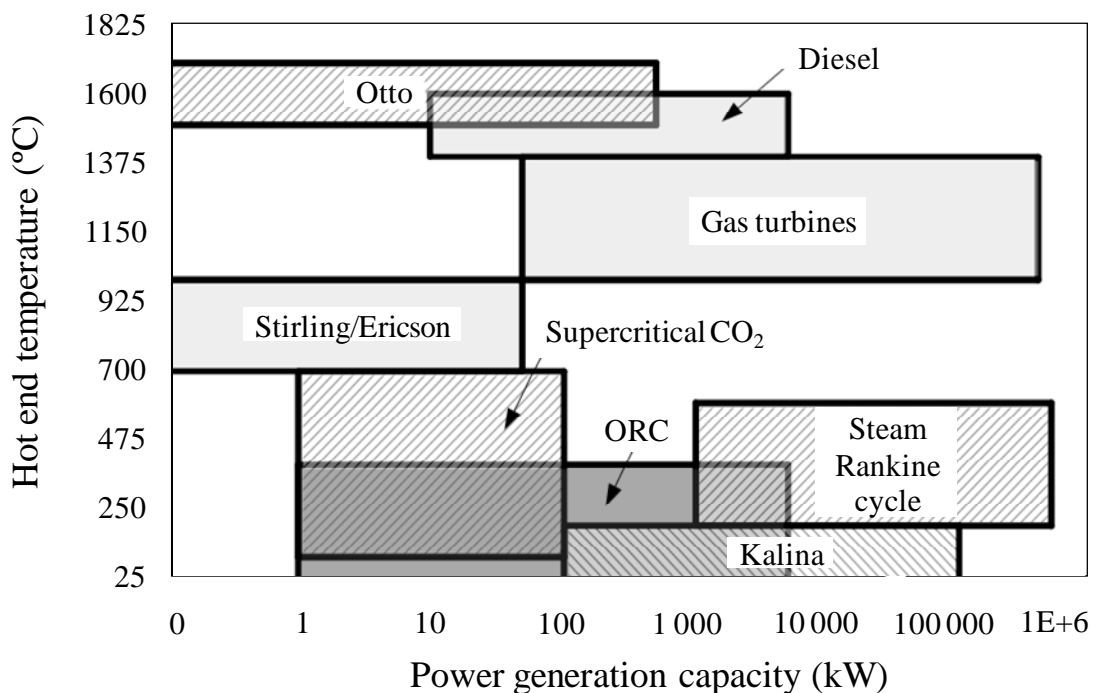 1825
1600
1375
1150
925
700
475
250
25
Hot end temperature (ºC)
Otto
Diesel
Gas turbines
Stirling/Ericson
Supercritical CO₂
ORC
Steam
Rankine
cycle
Kalina
0 1 10 100 1 000 10 000 100 000 1E+6
Power generation capacity (kW)